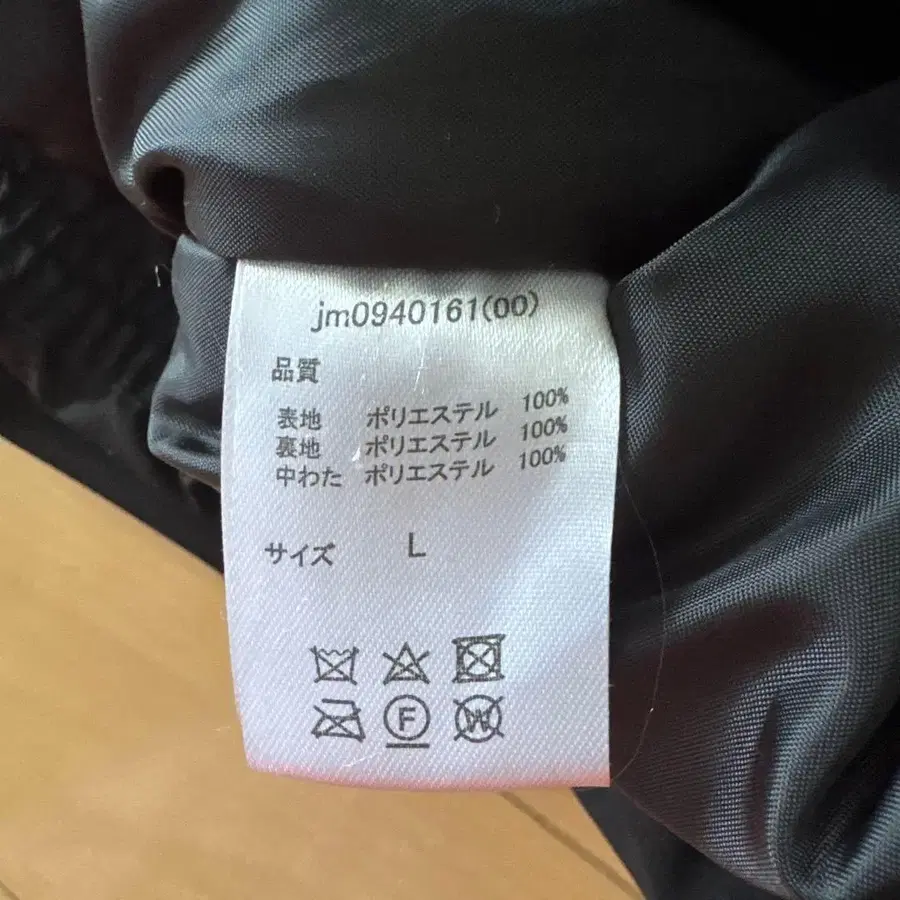 jm0940161(00)
品質
表地 ポリエステル 100%
裏地 ポリエステル 100%
中わた ポリエステル 100%
サイズ L
F W